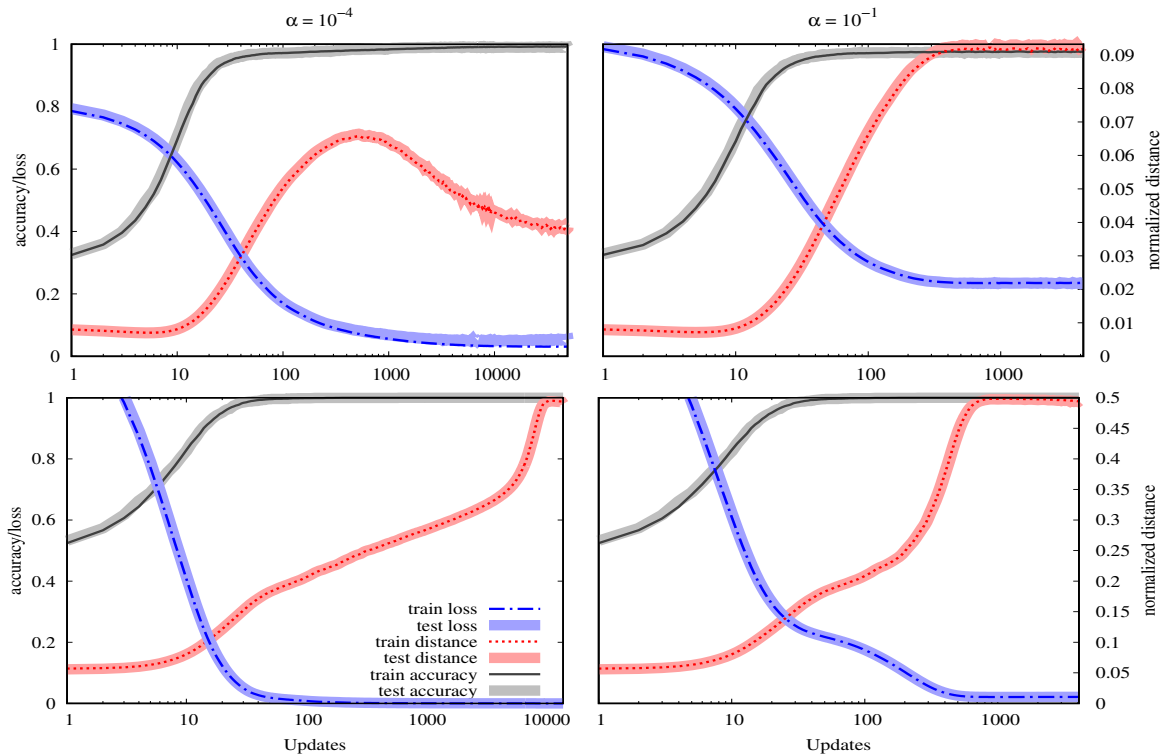 α = 10⁻⁴
α = 10⁻¹
accuracy/loss
1
0.8
0.6
0.4
0.2
0
1 10 100 1000 10000
0.09
0.08
0.07
0.06
0.05
0.04
0.03
0.02
0.01
0
normalized distance
1 10 100 1000
accuracy/loss
1
0.8
0.6
0.4
0.2
0
train loss
test loss
train distance
test distance
train accuracy
test accuracy
1 10 100 1000 10000
Updates
0.5
0.45
0.4
0.35
0.3
0.25
0.2
0.15
0.1
0.05
0
normalized distance
1 10 100 1000
Updates